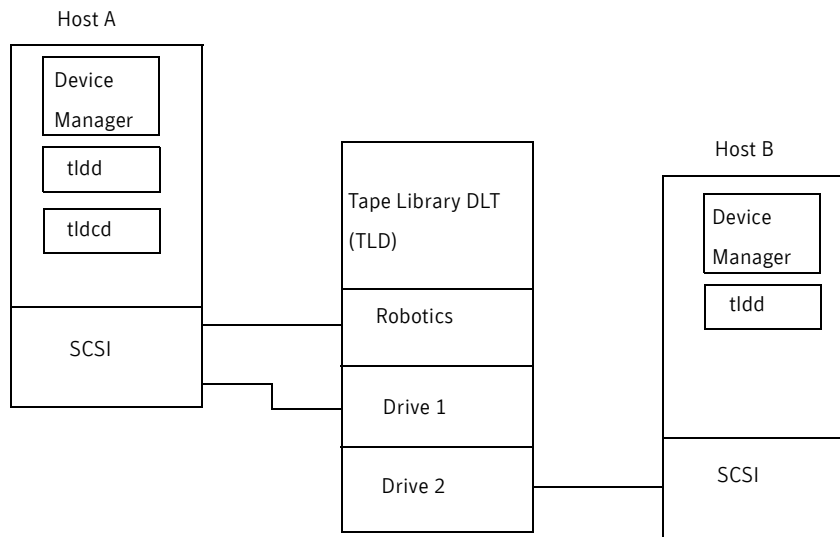 Host A
Device
Manager
tldd
tldcd
SCSI
Tape Library DLT
(TLD)
Robotics
Drive 1
Drive 2
Host B
Device
Manager
tldd
SCSI